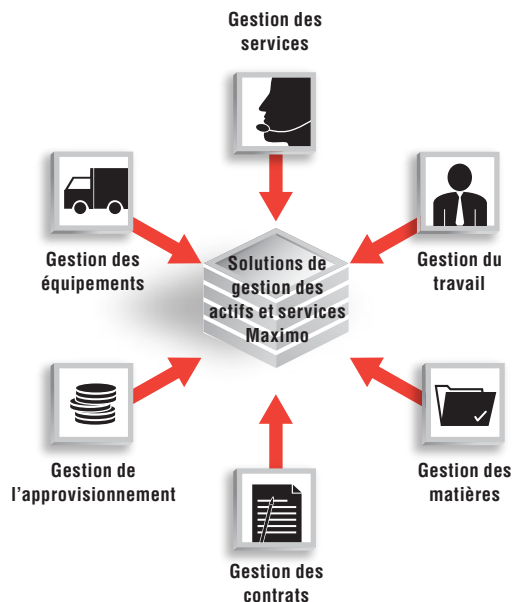 Gestion des
services
Gestion des
équipements
Solutions de
gestion des
actifs et services
Maximo
Gestion du
travail
Gestion de
l'approvisionnement
Gestion des
matières
Gestion des
contrats